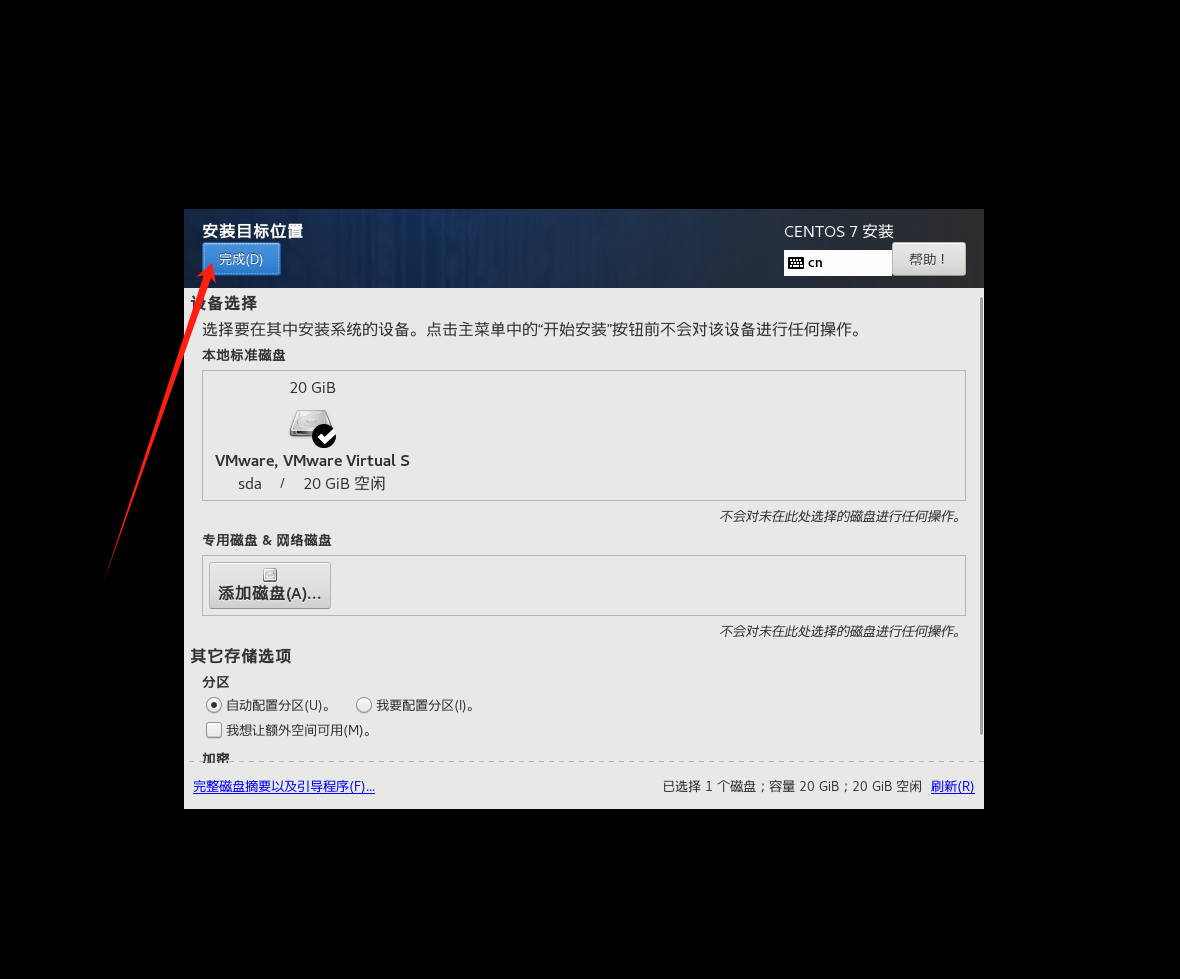 安装目标位置
CENTOS 7 安装
完成(D)
cn
帮助！
设备选择
选择要在其中安装系统的设备。点击主菜单中的“开始安装”按钮前不会对该设备进行任何操作。
本地标准磁盘
20 GiB
VMware, VMware Virtual S
sda / 20 GiB 空闲
不会对未在此处选择的磁盘进行任何操作。
专用磁盘 & 网络磁盘
添加磁盘(A)...
不会对未在此处选择的磁盘进行任何操作。
其它存储选项
分区
自动配置分区(U)。 我要配置分区(I)。
我想让额外空间可用(M)。
加密
完整磁盘摘要以及引导程序(F)... 已选择 1 个磁盘；容量 20 GiB；20 GiB 空闲 刷新(R)